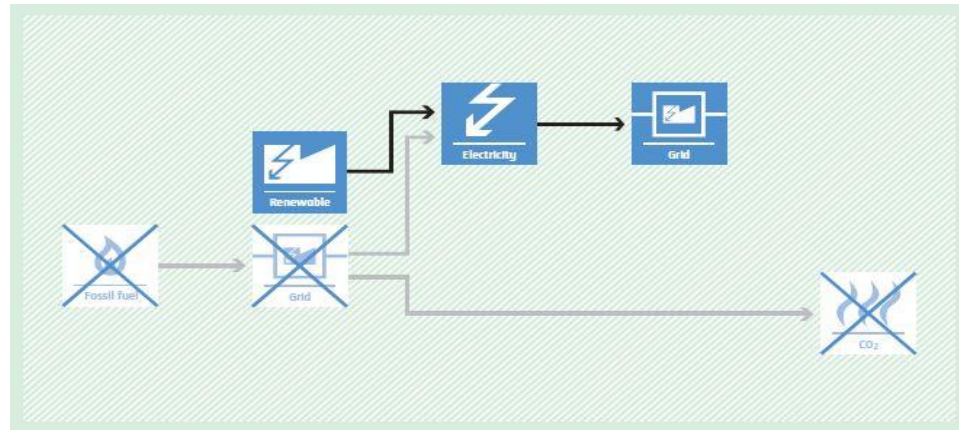 Electricity
Grid
Renewable
Fossil fuel
Grid
CO₂